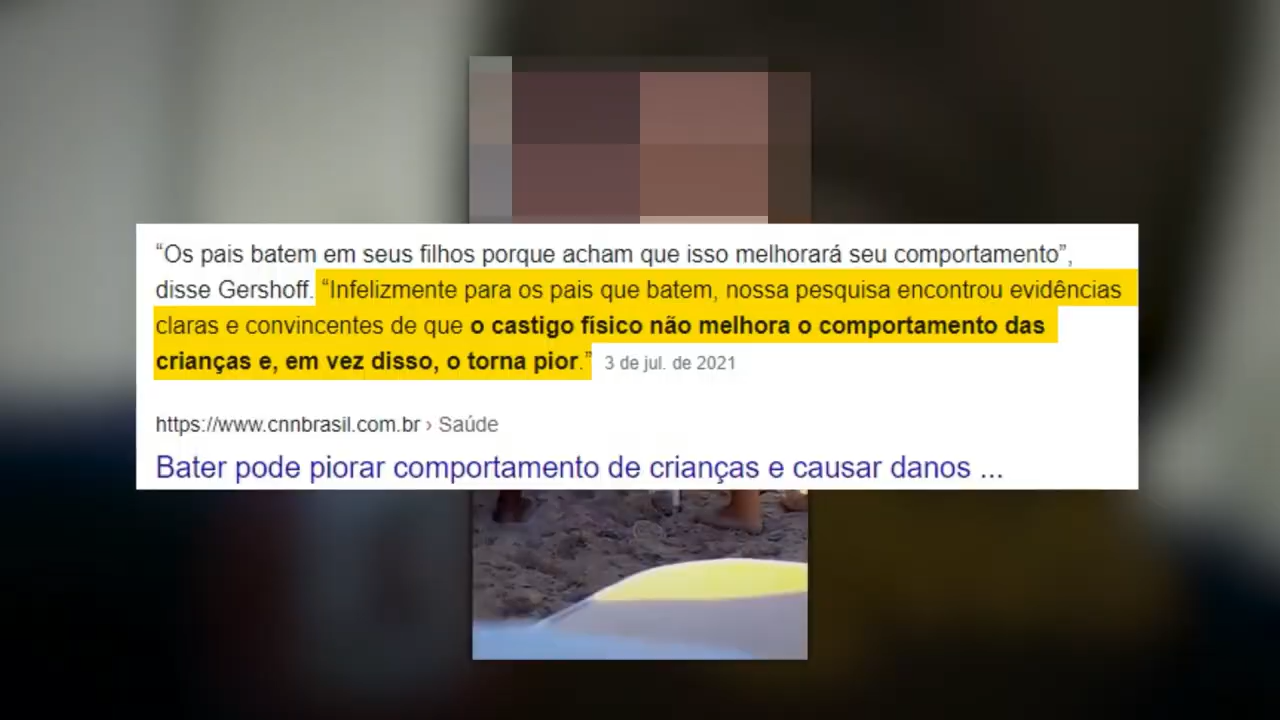 “Os pais batem em seus filhos porque acham que isso melhorará seu comportamento”,
disse Gershoff. “Infelizmente para os pais que batem, nossa pesquisa encontrou evidências
claras e convincentes de que o castigo físico não melhora o comportamento das
crianças e, em vez disso, o torna pior.” 3 de jul. de 2021
https://www.cnnbrasil.com.br › Saúde
Bater pode piorar comportamento de crianças e causar danos ...